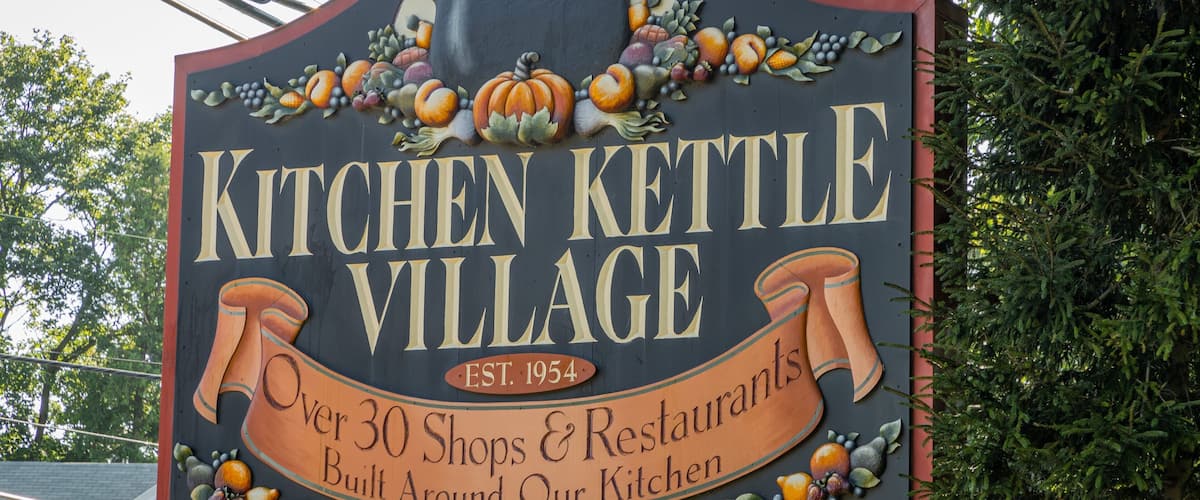 KITCHEN KETTLE
VILLAGE
EST. 1954
Over 30 Shops & Restaurants
Built Around Our Kitchen